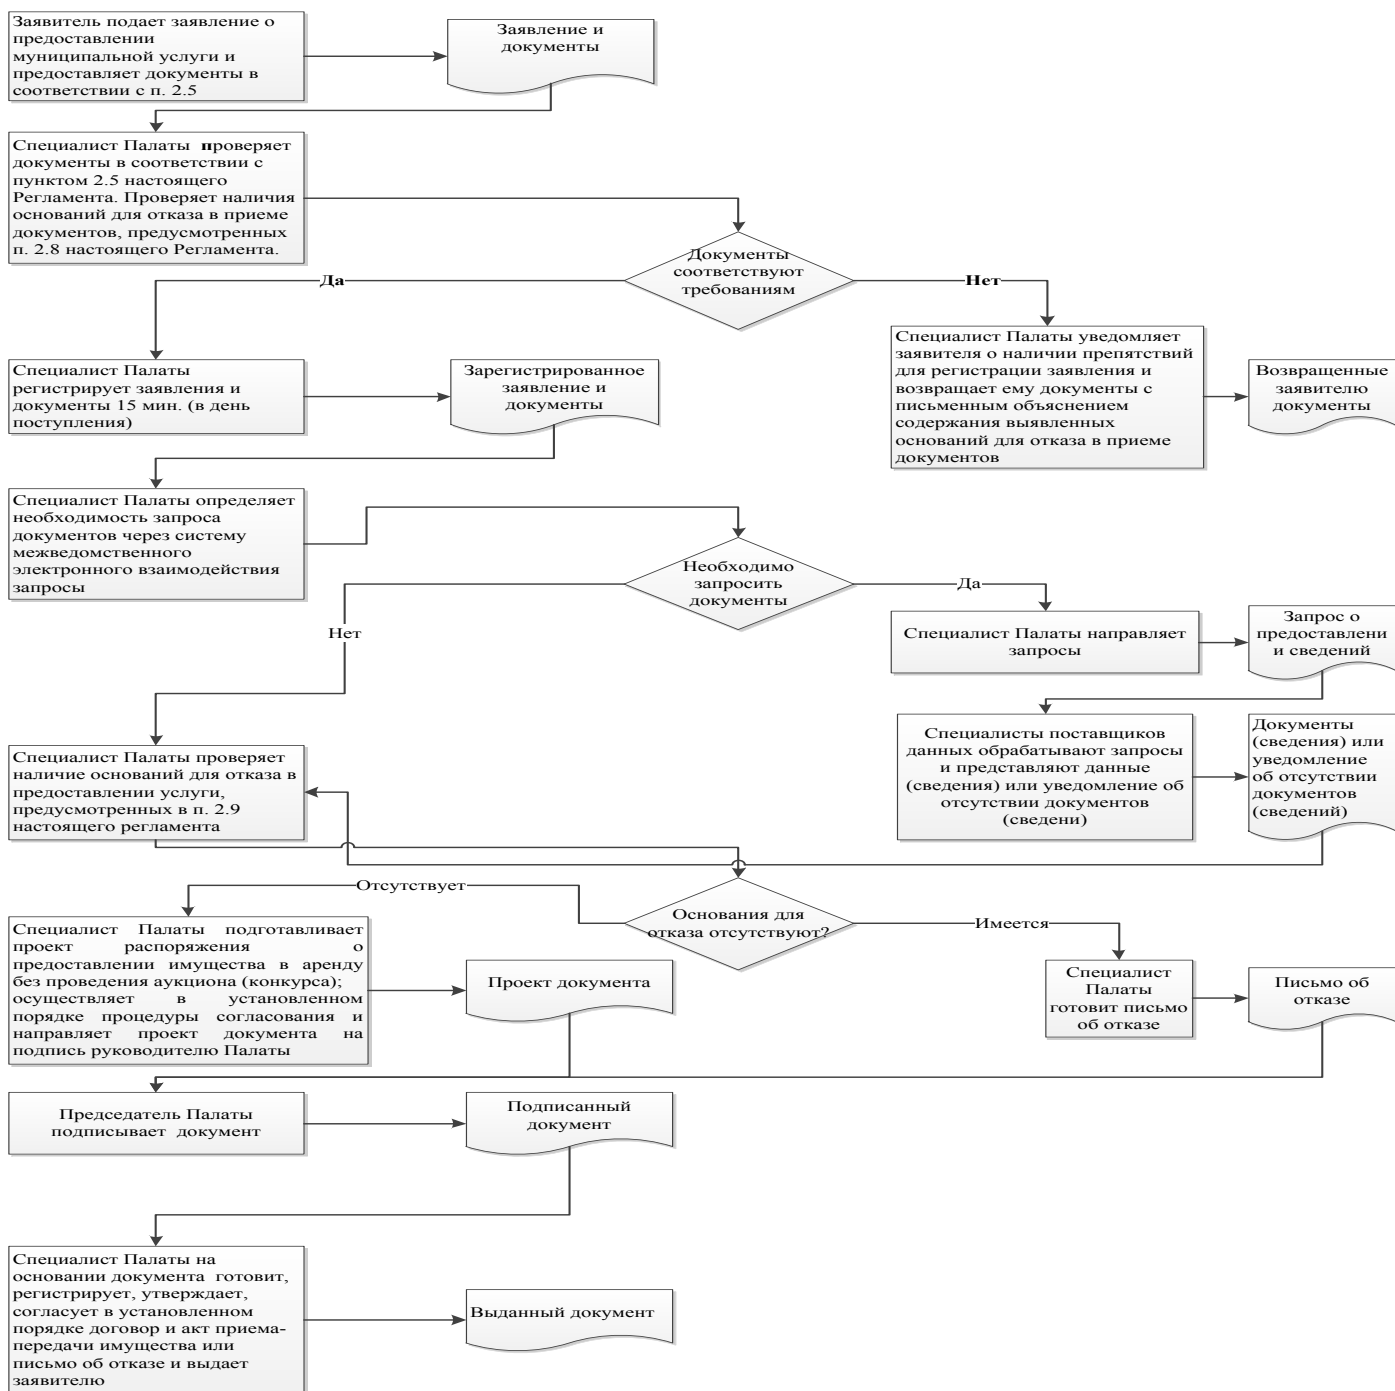 Заявитель подает заявление о
предоставлении
муниципальной услуги и
предоставляет документы в
соответствии с п. 2.5
Заявление и
документы
Специалист Палаты проверяет
документы в соответствии с
пунктом 2.5 настоящего
Регламента. Проверяет наличия
оснований для отказа в приеме
документов, предусмотренных
п. 2.8 настоящего Регламента.
Документы
соответствуют
требованиям
Да
Нет
Специалист Палаты
регистрирует заявления и
документы 15 мин. (в день
поступления)
Зарегистрированное
заявление и
документы
Специалист Палаты уведомляет
заявителя о наличии препятствий
для регистрации заявления и
возвращает ему документы с
письменным объяснением
содержания выявленных
оснований для отказа в приеме
документов
Возвращенные
заявителю
документы
Специалист Палаты определяет
необходимость запроса
документов через систему
межведомственного
электронного взаимодействия
запросы
Необходимо
запросить
документы
Да
Нет
Специалист Палаты направляет
запросы
Запрос о
предоставлени
и сведений
Специалисты поставщиков
данных обрабатывают запросы
и представляют данные
(сведения) или уведомление об
отсутствии документов
(сведени)
Документы
(сведения) или
уведомление
об отсутствии
документов
(сведений)
Специалист Палаты проверяет
наличие оснований для отказа в
предоставлении услуги,
предусмотренных в п. 2.9
настоящего регламента
Отсутствует
Основания для
отказа отсутствуют?
Имеется
Специалист Палаты подготавливает
проект распоряжения о
предоставлении имущества в аренду
без проведения аукциона (конкурса);
осуществляет в установленном
порядке процедуры согласования и
направляет проект документа на
подпись руководителю Палаты
Проект документа
Специалист
Палаты
готовит письмо
об отказе
Письмо об
отказе
Председатель Палаты
подписывает документ
Подписанный
документ
Специалист Палаты на
основании документа готовит,
регистрирует, утверждает,
согласует в установленном
порядке договор и акт приема-
передачи имущества или
письмо об отказе и выдает
заявителю
Выданный документ